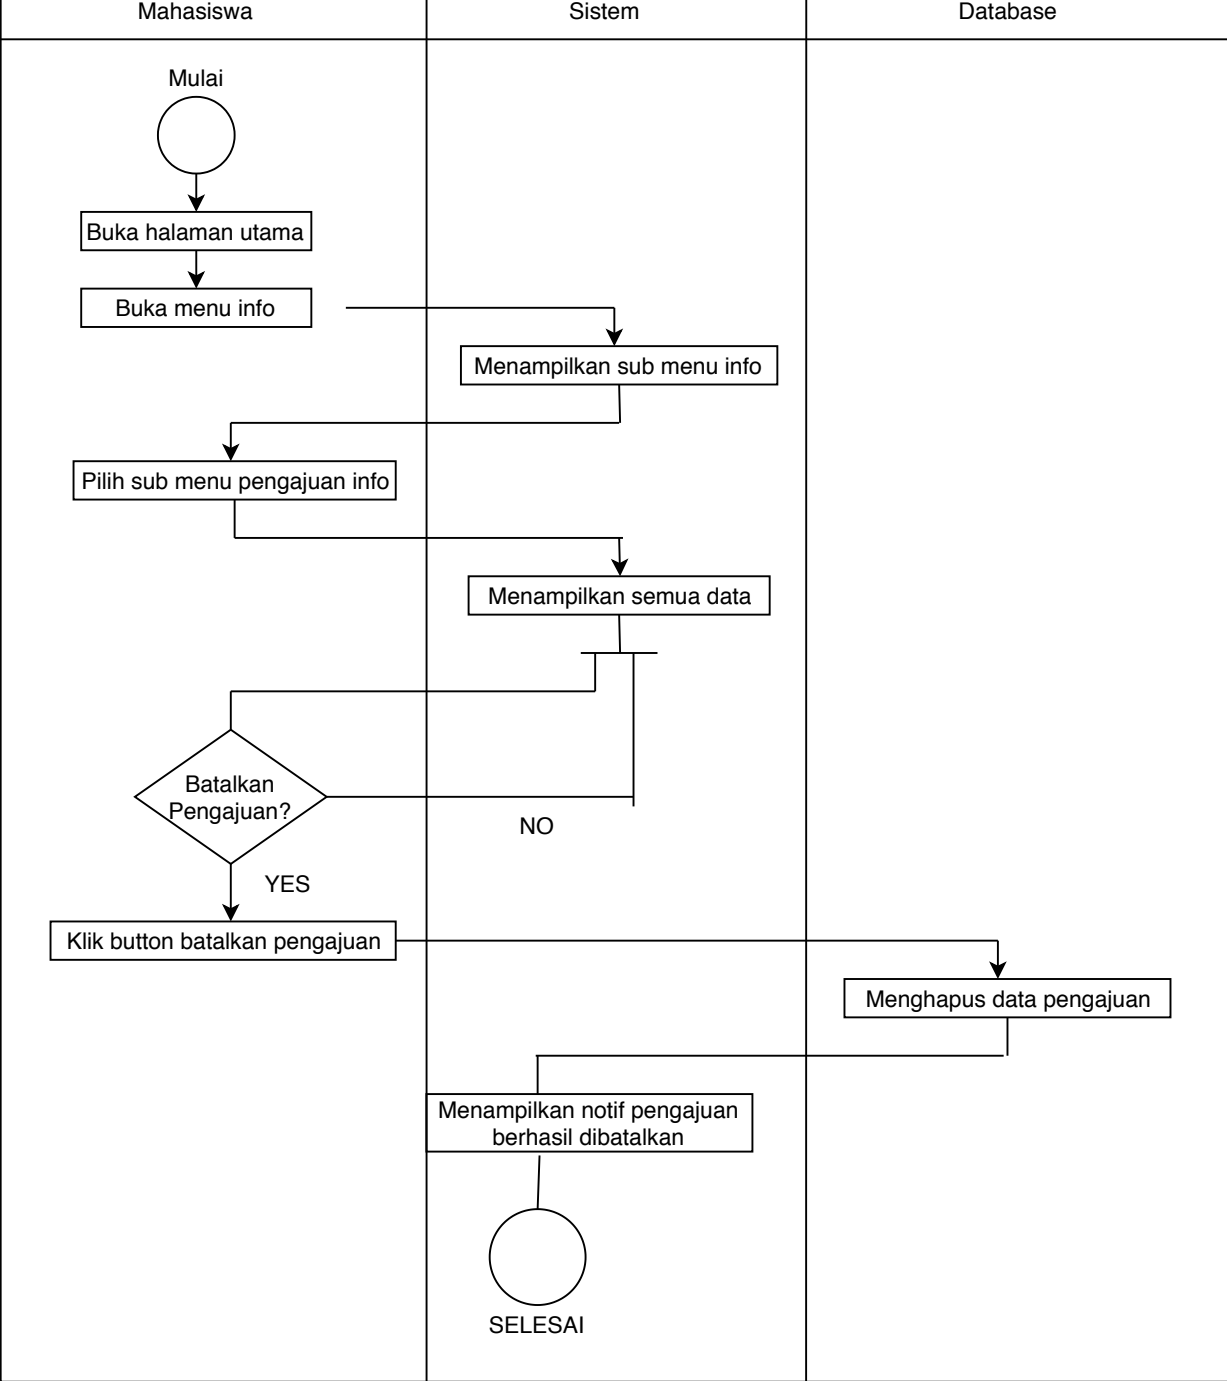 Mahasiswa
Sistem
Database
Mulai
Buka halaman utama
Buka menu info
Menampilkan sub menu info
Pilih sub menu pengajuan info
Menampilkan semua data
Batalkan
Pengajuan?
NO
YES
Klik button batalkan pengajuan
Menghapus data pengajuan
Menampilkan notif pengajuan
berhasil dibatalkan
SELESAI